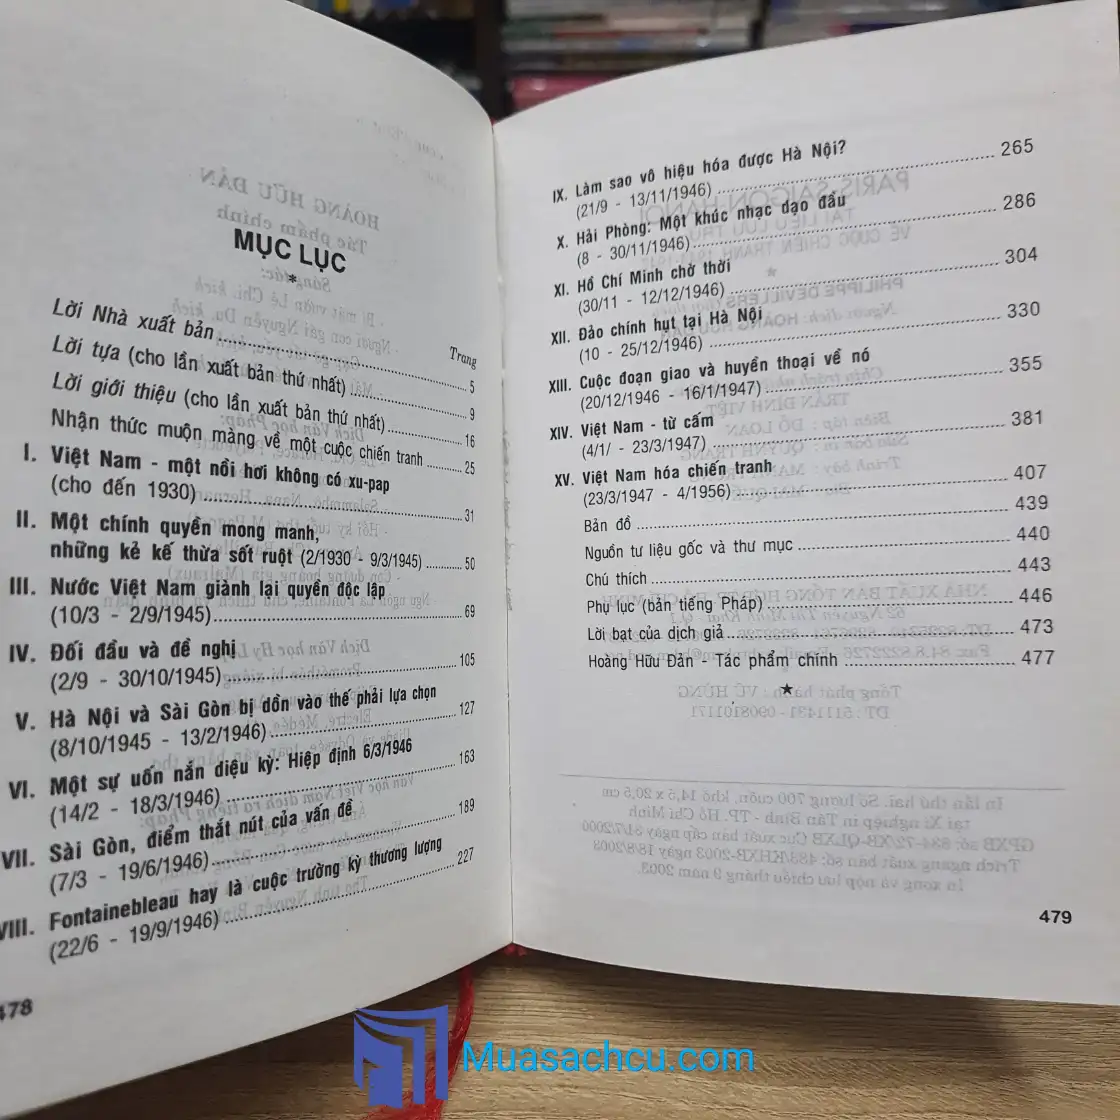 MỤC LỤC
*
Trang
Lời Nhà xuất bản ........ 5
Lời tựa (cho lần xuất bản thứ nhất) ........ 9
Lời giới thiệu (cho lần xuất bản thứ nhất) ........ 16
Nhận thức muộn màng về một cuộc chiến tranh ........ 25
I. Việt Nam - một nồi hơi không có xu-pap
(cho đến 1930) ........ 31
II. Một chính quyền mong manh,
những kẻ kế thừa sốt ruột (2/1930 - 9/3/1945) ........ 50
III. Nước Việt Nam giành lại quyền độc lập
(10/3 - 2/9/1945) ........ 69
IV. Đối đầu và đề nghị
(2/9 - 30/10/1945) ........ 105
V. Hà Nội và Sài Gòn bị dồn vào thế phải lựa chọn
(8/10/1945 - 13/2/1946) ........ 127
VI. Một sự uốn nắn diệu kỳ: Hiệp định 6/3/1946
(14/2 - 18/3/1946) ........ 163
VII. Sài Gòn, điểm thắt nút của vấn đề
(7/3 - 19/6/1946) ........ 189
VIII. Fontainebleau hay là cuộc trường kỳ thương lượng
(22/6 - 19/9/1946) ........ 227
478
IX. Làm sao vô hiệu hóa được Hà Nội?
(21/9 - 13/11/1946) ........ 265
X. Hải Phòng: Một khúc nhạc dạo đầu
(8 - 30/11/1946) ........ 286
XI. Hồ Chí Minh chờ thời
(30/11 - 12/12/1946) ........ 304
XII. Đảo chính hụt tại Hà Nội
(10 - 25/12/1946) ........ 330
XIII. Cuộc đoạn giao và huyền thoại về nó
(20/12/1946 - 16/1/1947) ........ 355
XIV. Việt Nam - từ cấm
(4/1/ - 23/3/1947) ........ 381
XV. Việt Nam hóa chiến tranh
(23/3/1947 - 4/1956) ........ 407
Bản đồ ........ 439
Nguồn tư liệu gốc và thư mục ........ 440
Chú thích ........ 443
Phụ lục (bản tiếng Pháp) ........ 446
Lời bạt của dịch giả ........ 473
Hoàng Hữu Đản - Tác phẩm chính ........ 477
★
479
Muasachcu.com